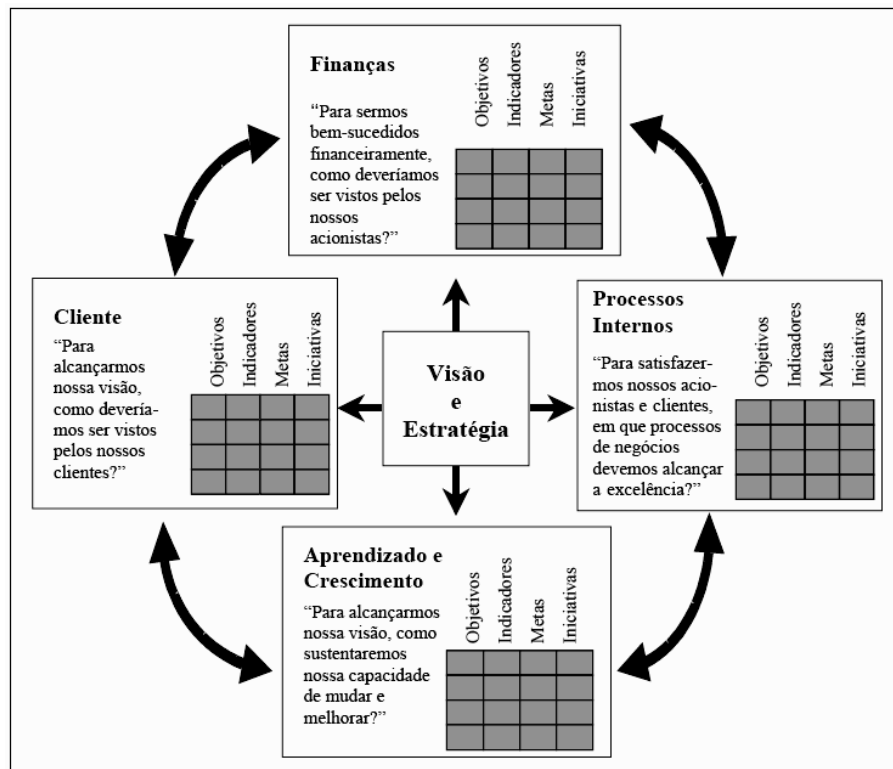 Finanças
“Para sermos
bem-sucedidos
financeiramente,
como deveríamos
ser vistos pelos
nossos
acionistas?”
Objetivos
Indicadores
Metas
Iniciativas
Cliente
“Para
alcançarmos
nossa visão,
como devería-
mos ser vistos
pelos nossos
clientes?”
Objetivos
Indicadores
Metas
Iniciativas
Visão
e
Estratégia
Processos
Internos
“Para satisfazer-
mos nossos acio-
nistas e clientes,
em que processos
de negócios
devemos alcançar
a excelência?”
Objetivos
Indicadores
Metas
Iniciativas
Aprendizado e
Crescimento
“Para alcançarmos
nossa visão, como
sustentaremos
nossa capacidade
de mudar e
melhorar?”
Objetivos
Indicadores
Metas
Iniciativas